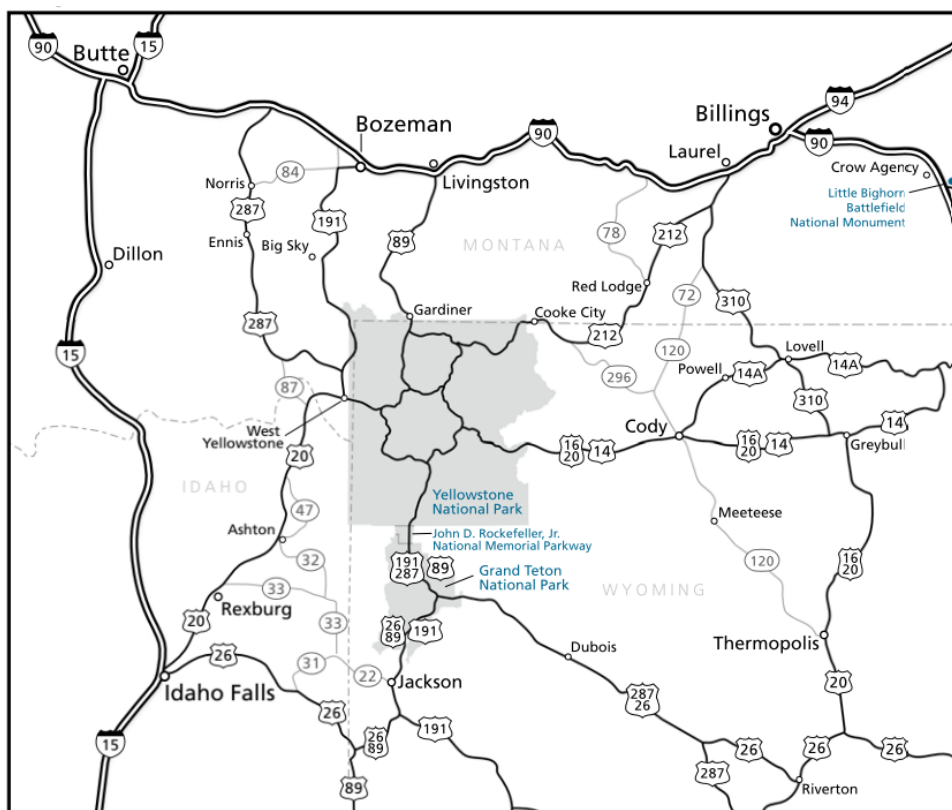 90
15
Butte
94
Billings
Bozeman
90
90
Laurel
Crow Agency
84
Livingston
Norris
Little Bighorn
Battlefield
National Monument
287
191
89
MONTANA
78
212
Ennis
Big Sky
Dillon
Red Lodge
72
310
Gardiner
Cooke City
287
212
15
120
Lovell
14A
14A
Powell
87
296
310
West
Yellowstone
Cody
16
20
14
16
20
14
14
Greybull
20
IDAHO
Yellowstone
National Park
47
Meeteese
Ashton
John D. Rockefeller, Jr.
National Memorial Parkway
32
191
287
89
Grand Teton
National Park
120
16
20
33
WYOMING
Rexburg
20
33
26
89
191
Thermopolis
Dubois
26
31
22
Idaho Falls
Jackson
20
287
26
26
15
26
89
191
26
26
26
287
89
Riverton